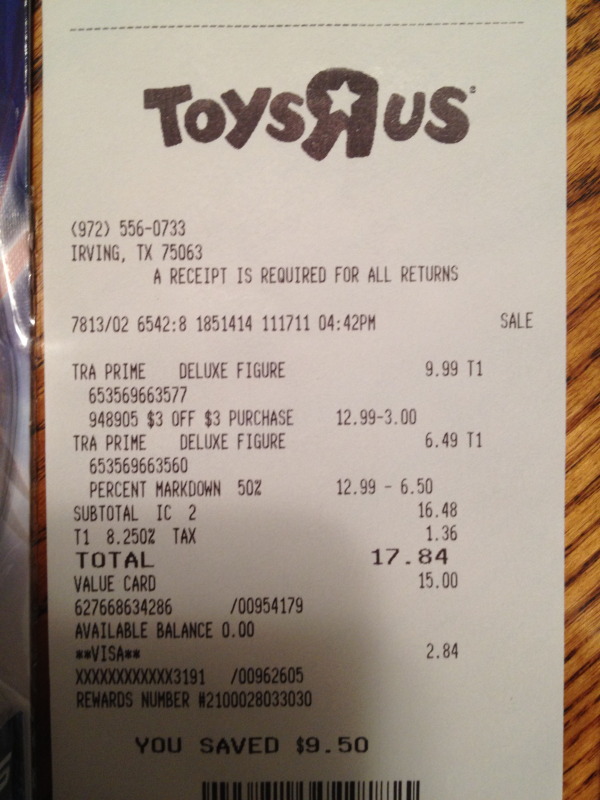 TOYSRUS
(972) 556-0733
IRVING, TX 75063
A RECEIPT IS REQUIRED FOR ALL RETURNS
7813/02 6542:8 1851414 111711 04:42PM SALE
TRA PRIME DELUXE FIGURE 9.99 T1
653569663577
948905 $3 OFF $3 PURCHASE 12.99-3.00
TRA PRIME DELUXE FIGURE 6.49 T1
653569663560
PERCENT MARKDOWN 50% 12.99 - 6.50
SUBTOTAL IC 2 16.48
T1 8.250% TAX 1.36
TOTAL 17.84
VALUE CARD 15.00
627668634286 /00954179
AVAILABLE BALANCE 0.00
**VISA** 2.84
XXXXXXXXXXXX3191 /00962605
REWARDS NUMBER #2100028033030
YOU SAVED $9.50